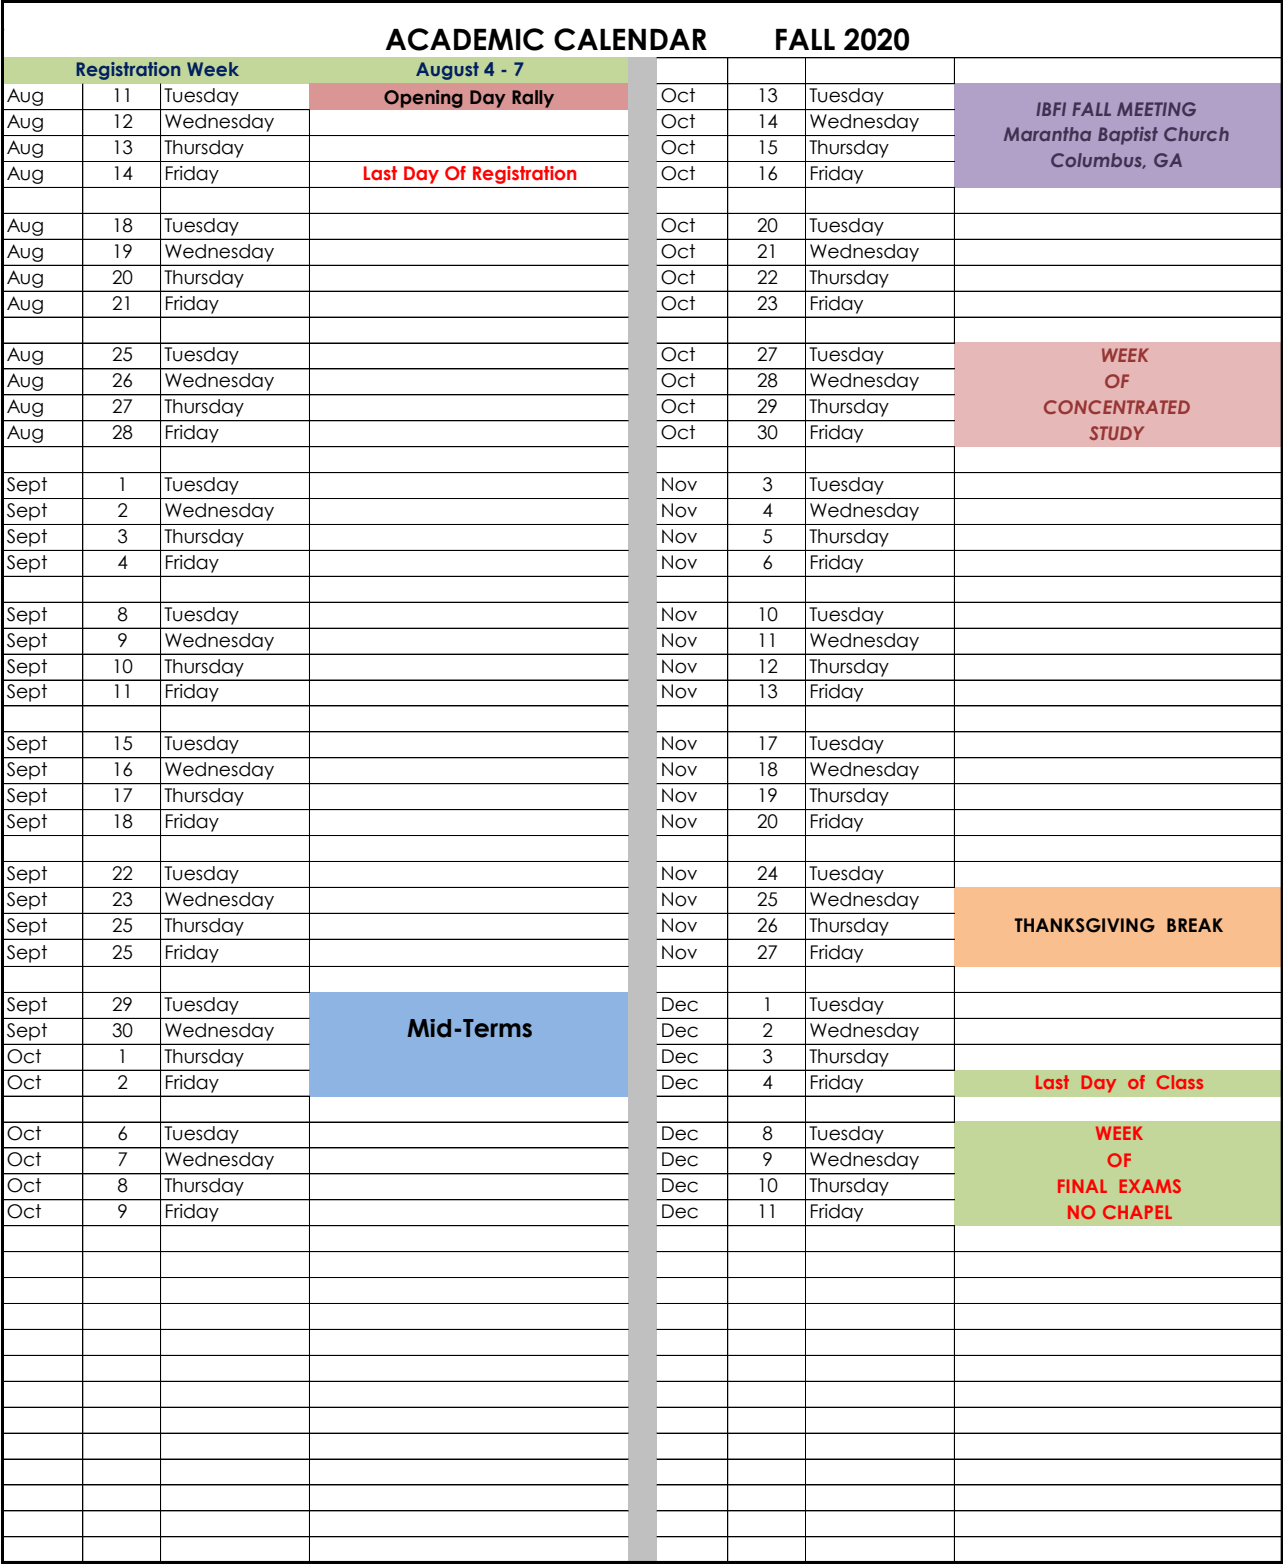 ACADEMIC CALENDAR FALL 2020
Registration Week August 4 - 7
Aug 11 Tuesday Opening Day Rally
Aug 12 Wednesday
Aug 13 Thursday
Aug 14 Friday Last Day Of Registration
Aug 18 Tuesday
Aug 19 Wednesday
Aug 20 Thursday
Aug 21 Friday
Aug 25 Tuesday
Aug 26 Wednesday
Aug 27 Thursday
Aug 28 Friday
Sept 1 Tuesday
Sept 2 Wednesday
Sept 3 Thursday
Sept 4 Friday
Sept 8 Tuesday
Sept 9 Wednesday
Sept 10 Thursday
Sept 11 Friday
Sept 15 Tuesday
Sept 16 Wednesday
Sept 17 Thursday
Sept 18 Friday
Sept 22 Tuesday
Sept 23 Wednesday
Sept 25 Thursday
Sept 25 Friday
Sept 29 Tuesday
Sept 30 Wednesday Mid-Terms
Oct 1 Thursday
Oct 2 Friday
Oct 6 Tuesday
Oct 7 Wednesday
Oct 8 Thursday
Oct 9 Friday
Oct 13 Tuesday IBFI FALL MEETING
Oct 14 Wednesday Marantha Baptist Church
Oct 15 Thursday Columbus, GA
Oct 16 Friday
Oct 20 Tuesday
Oct 21 Wednesday
Oct 22 Thursday
Oct 23 Friday
Oct 27 Tuesday WEEK
Oct 28 Wednesday OF
Oct 29 Thursday CONCENTRATED
Oct 30 Friday STUDY
Nov 3 Tuesday
Nov 4 Wednesday
Nov 5 Thursday
Nov 6 Friday
Nov 10 Tuesday
Nov 11 Wednesday
Nov 12 Thursday
Nov 13 Friday
Nov 17 Tuesday
Nov 18 Wednesday
Nov 19 Thursday
Nov 20 Friday
Nov 24 Tuesday
Nov 25 Wednesday
Nov 26 Thursday THANKSGIVING BREAK
Nov 27 Friday
Dec 1 Tuesday
Dec 2 Wednesday
Dec 3 Thursday
Dec 4 Friday Last Day of Class
Dec 8 Tuesday WEEK
Dec 9 Wednesday OF
Dec 10 Thursday FINAL EXAMS
Dec 11 Friday NO CHAPEL